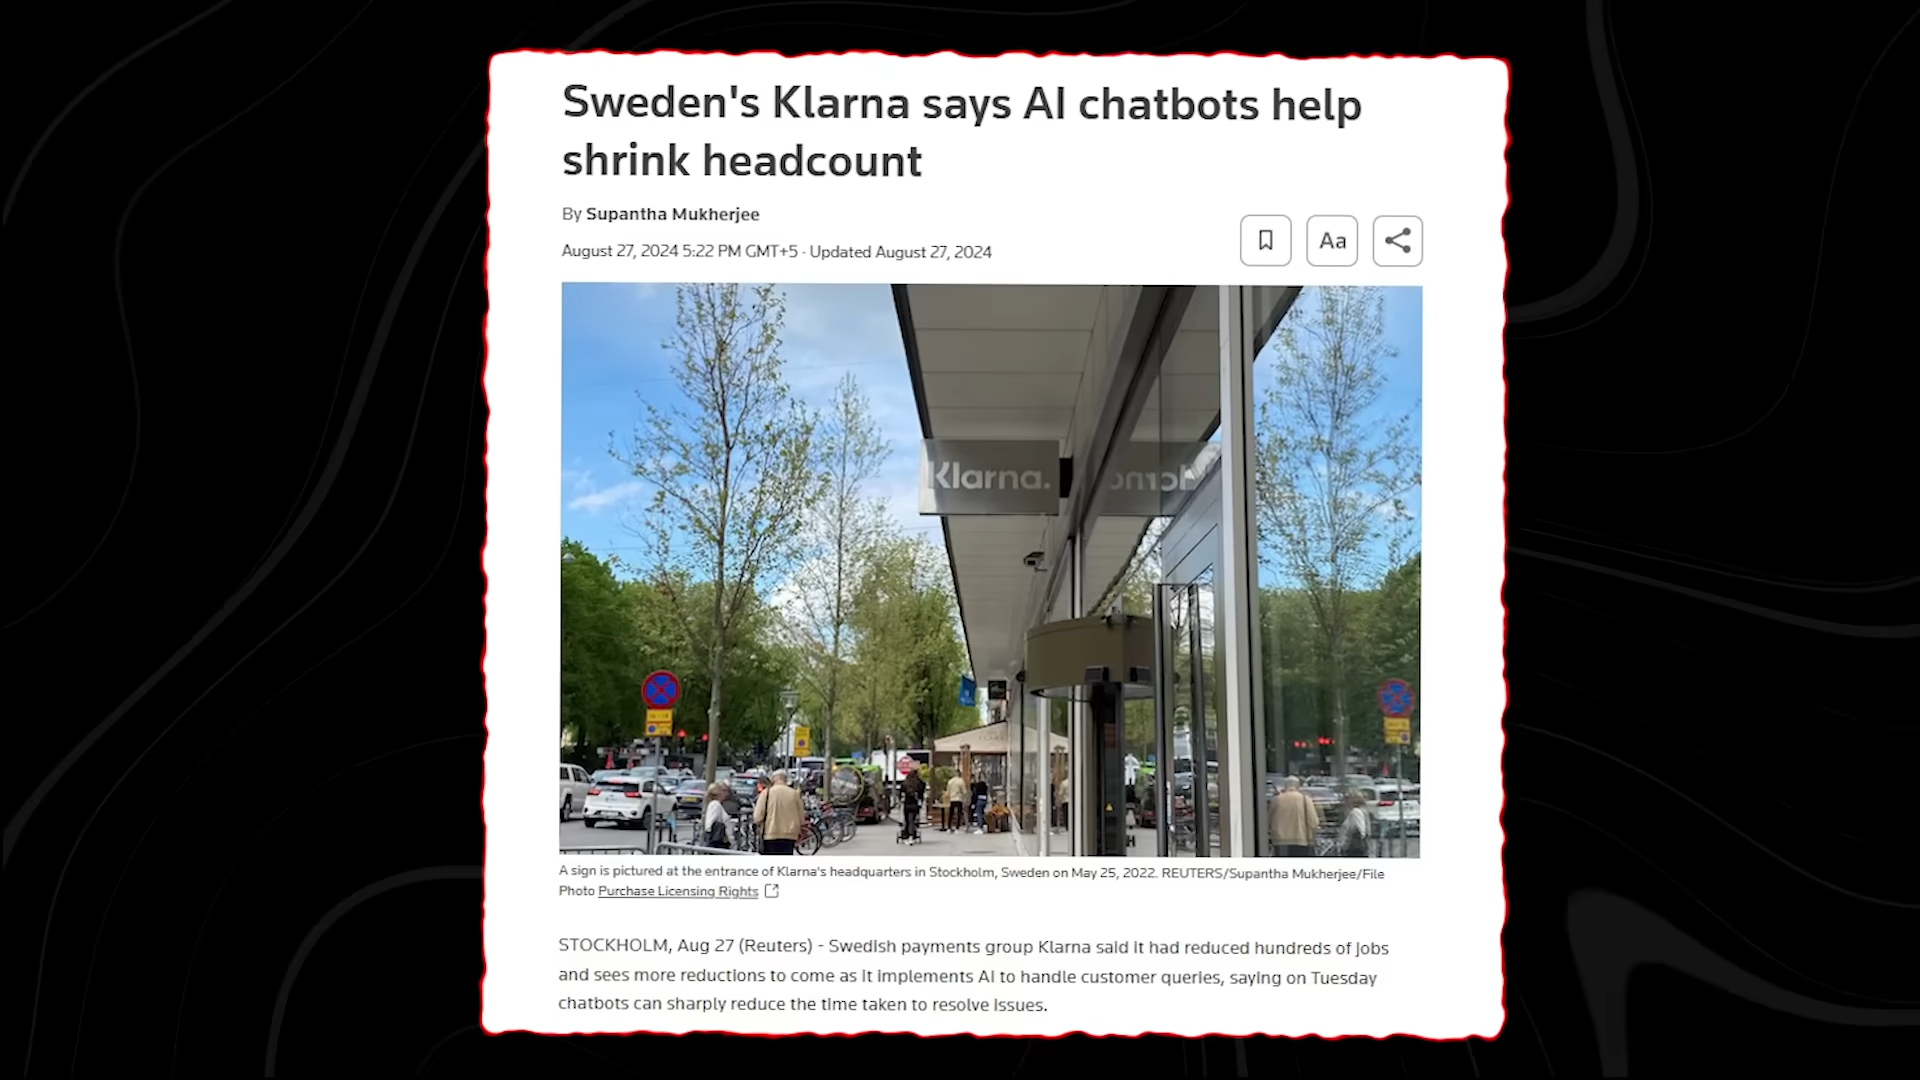 Sweden's Klarna says AI chatbots help
shrink headcount
By Supantha Mukherjee
August 27, 2024 5:22 PM GMT+5 · Updated August 27, 2024
Aa
Klarna.
A sign is pictured at the entrance of Klarna's headquarters in Stockholm, Sweden on May 25, 2022. REUTERS/Supantha Mukherjee/File
Photo Purchase Licensing Rights
STOCKHOLM, Aug 27 (Reuters) - Swedish payments group Klarna said it had reduced hundreds of jobs
and sees more reductions to come as it implements AI to handle customer queries, saying on Tuesday
chatbots can sharply reduce the time taken to resolve issues.